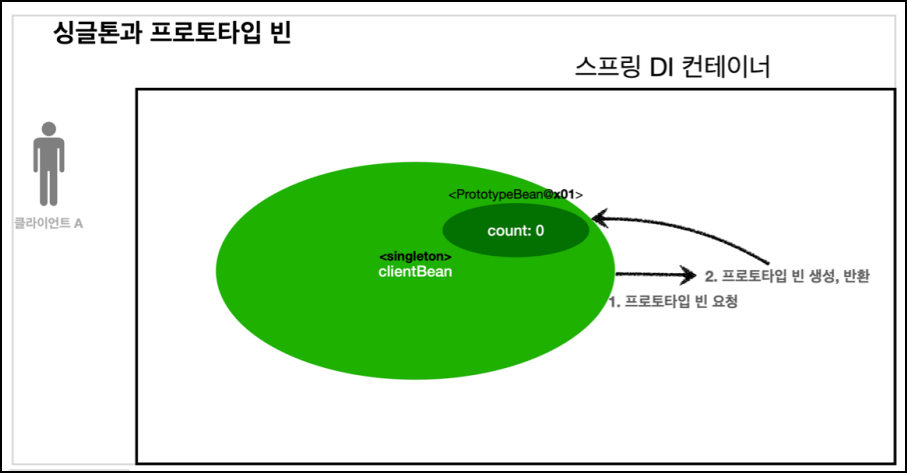 싱글톤과 프로토타입 빈
스프링 DI 컨테이너
클라이언트 A
<PrototypeBean@x01>
count: 0
<singleton>
clientBean
2. 프로토타입 빈 생성, 반환
1. 프로토타입 빈 요청